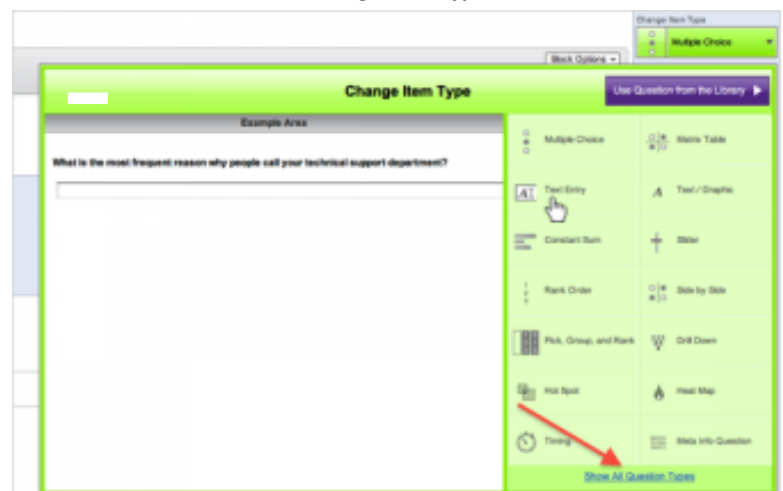 Change Item Type
Multiple Choice
Block Options
Change Item Type
Use Question from the Library
Example Area
What is the most frequent reason why people call your technical support department?
Multiple Choice
Matrix Table
Text Entry
Text / Graphic
Constant Sum
Slider
Rank Order
Side by Side
Pick, Group, and Rank
Drill Down
Hot Spot
Heat Map
Timing
Meta Info Question
Show All Question Types